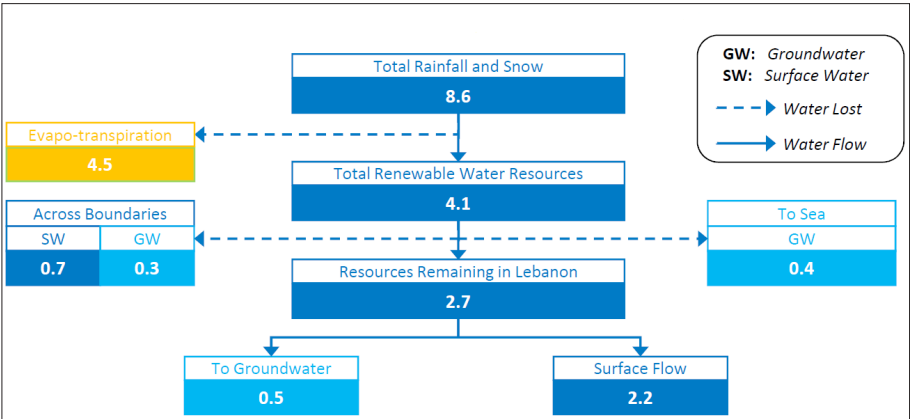 Total Rainfall and Snow
8.6
GW: Groundwater
SW: Surface Water
Water Lost
Water Flow
Evapo-transpiration
4.5
Total Renewable Water Resources
4.1
Across Boundaries
SW GW
0.7 0.3
To Sea
GW
0.4
Resources Remaining in Lebanon
2.7
To Groundwater
0.5
Surface Flow
2.2